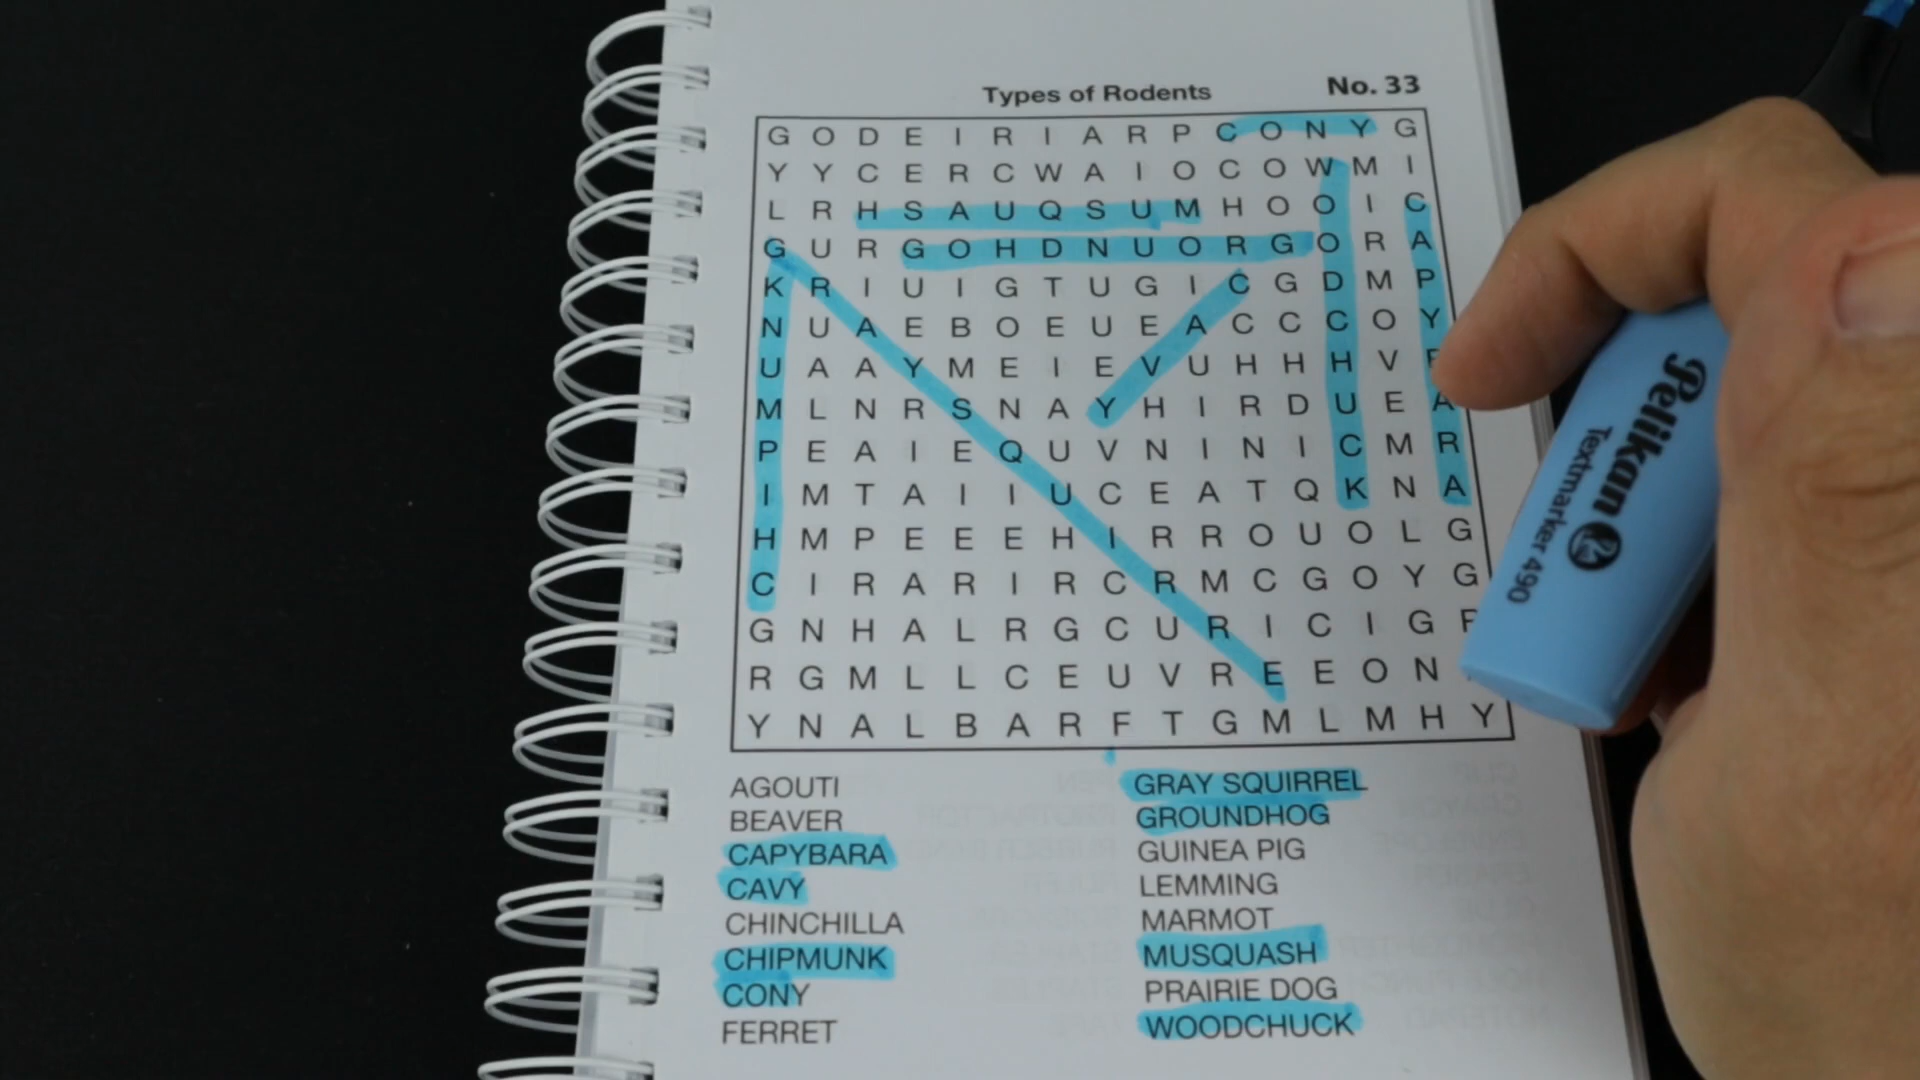 Types of Rodents No. 33
G O D E I R I A R P C O N Y G
Y Y C E R C W A I O C O W M I
L R H S A U Q S U M H O O I C
G U R G O H D N U O R G O R A
K R I U I G T U G I C G D M P
N U A E B O E U E A C C C O Y
U A A Y M E I E V U H H H V
M L N R S N A Y H I R D U E A
P E A I E Q U V N I N I C M R
I M T A I I U C E A T Q K N A
H M P E E E H I R R O U O L G
C I R A R I R C R M C G O Y G
G N H A L R G C U R I C I G
R G M L L C E U V R E E O N
Y N A L B A R F T G M L M H Y
AGOUTI
BEAVER
CAPYBARA
CAVY
CHINCHILLA
CHIPMUNK
CONY
FERRET
GRAY SQUIRREL
GROUNDHOG
GUINEA PIG
LEMMING
MARMOT
MUSQUASH
PRAIRIE DOG
WOODCHUCK
Pelikan
Textmarker 490